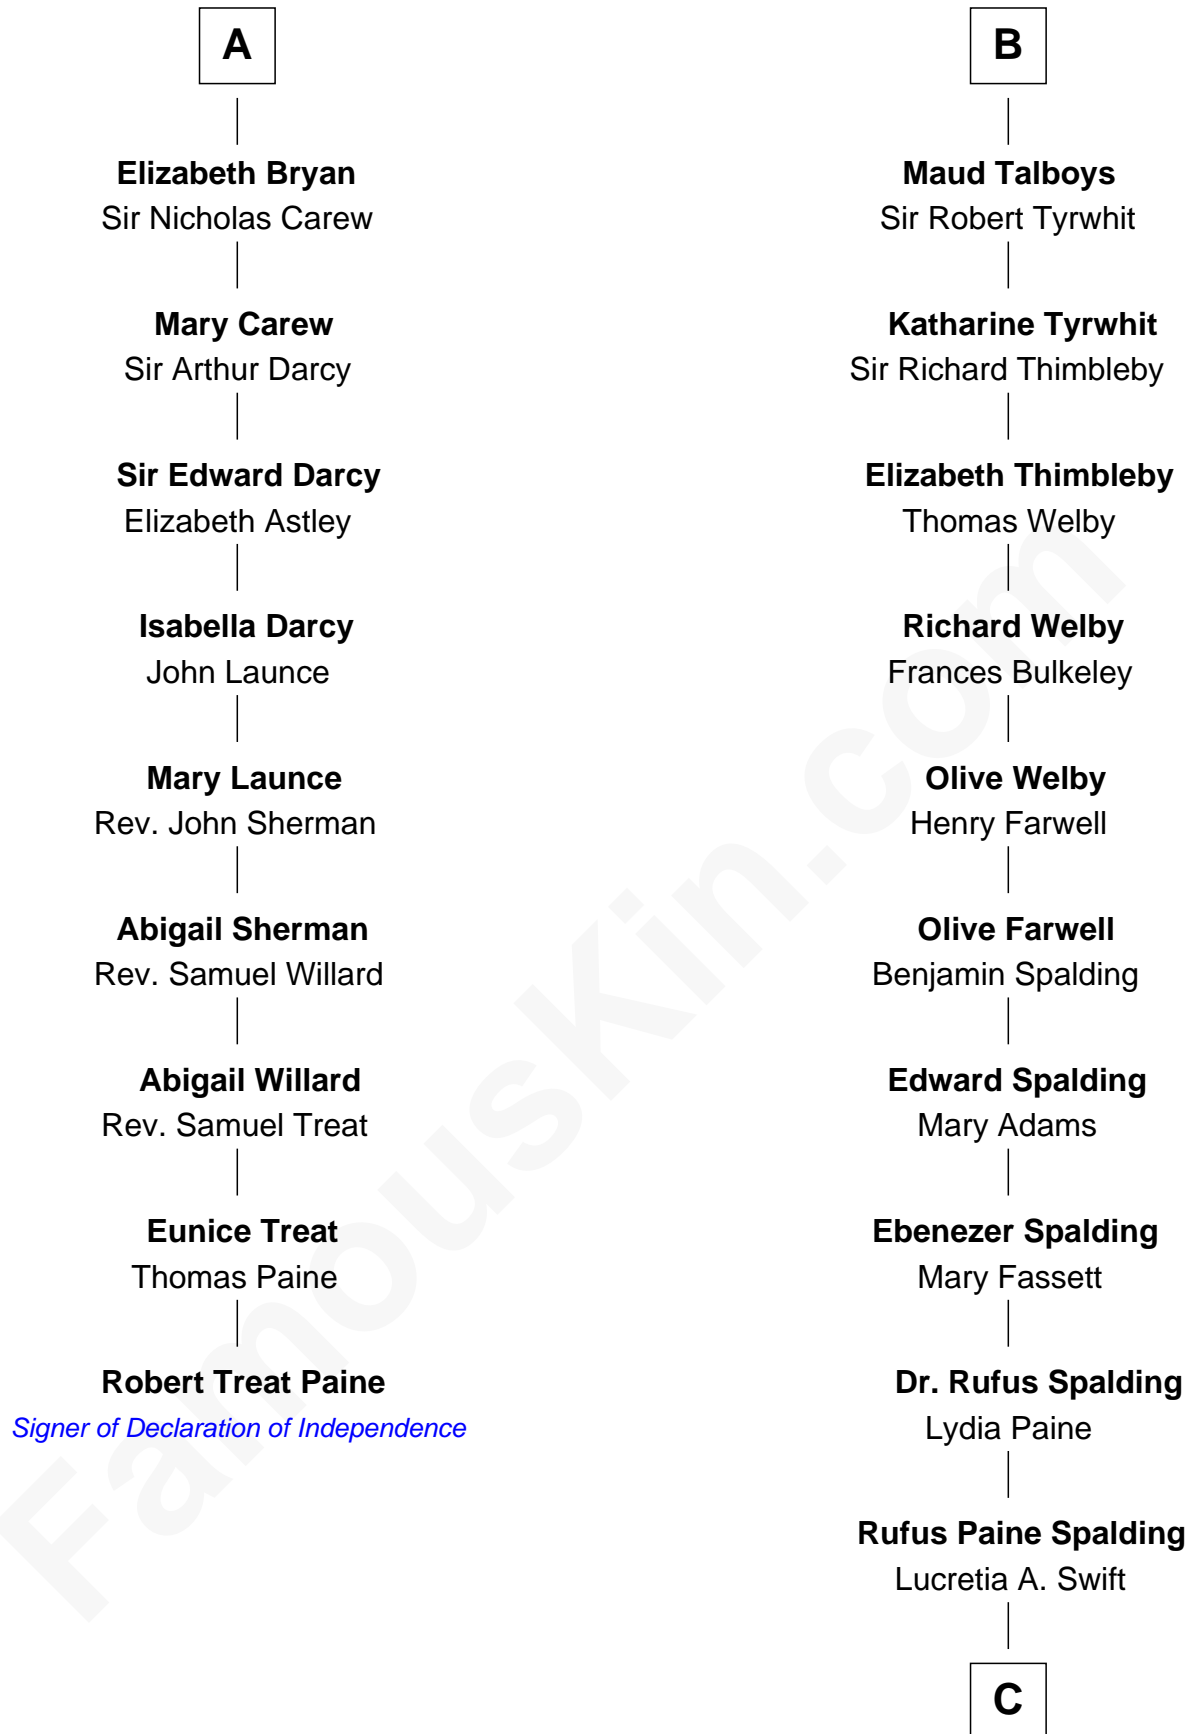 A
Elizabeth Bryan
Sir Nicholas Carew
Mary Carew
Sir Arthur Darcy
Sir Edward Darcy
Elizabeth Astley
Isabella Darcy
John Launce
Mary Launce
Rev. John Sherman
Abigail Sherman
Rev. Samuel Willard
Abigail Willard
Rev. Samuel Treat
Eunice Treat
Thomas Paine
Robert Treat Paine
Signer of Declaration of Independence
B
Maud Talboys
Sir Robert Tyrwhit
Katharine Tyrwhit
Sir Richard Thimbleby
Elizabeth Thimbleby
Thomas Welby
Richard Welby
Frances Bulkeley
Olive Welby
Henry Farwell
Olive Farwell
Benjamin Spalding
Edward Spalding
Mary Adams
Ebenezer Spalding
Mary Fassett
Dr. Rufus Spalding
Lydia Paine
Rufus Paine Spalding
Lucretia A. Swift
C
FamousKin.com